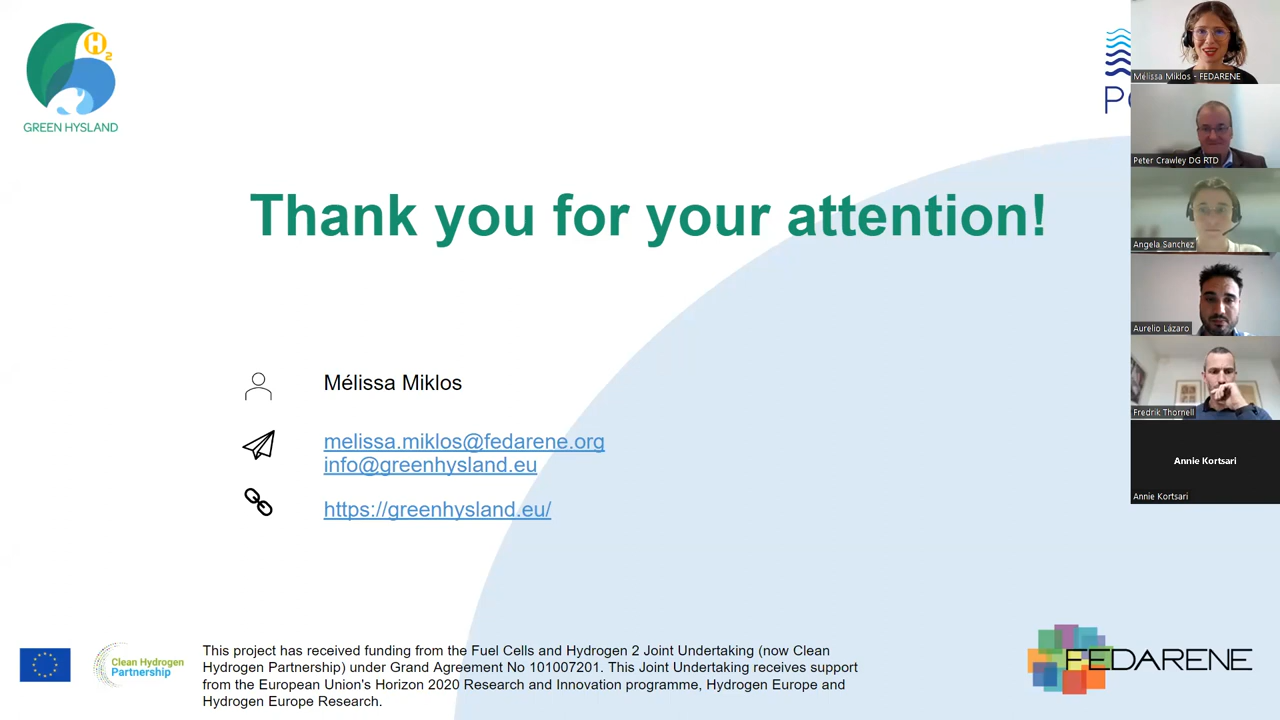 H2
GREEN HYSLAND
Thank you for your attention!
Mélissa Miklos
melissa.miklos@fedarene.org
info@greenhysland.eu
https://greenhysland.eu/
Clean Hydrogen
Partnership
This project has received funding from the Fuel Cells and Hydrogen 2 Joint Undertaking (now Clean
Hydrogen Partnership) under Grand Agreement No 101007201. This Joint Undertaking receives support
from the European Union's Horizon 2020 Research and Innovation programme, Hydrogen Europe and
Hydrogen Europe Research.
FEDARENE
Mélissa Miklos - FEDARENE
Peter Crawley DG RTD
Angela Sanchez
Aurelio Lázaro
Fredrik Thornell
Annie Kortsari
Annie Kortsari